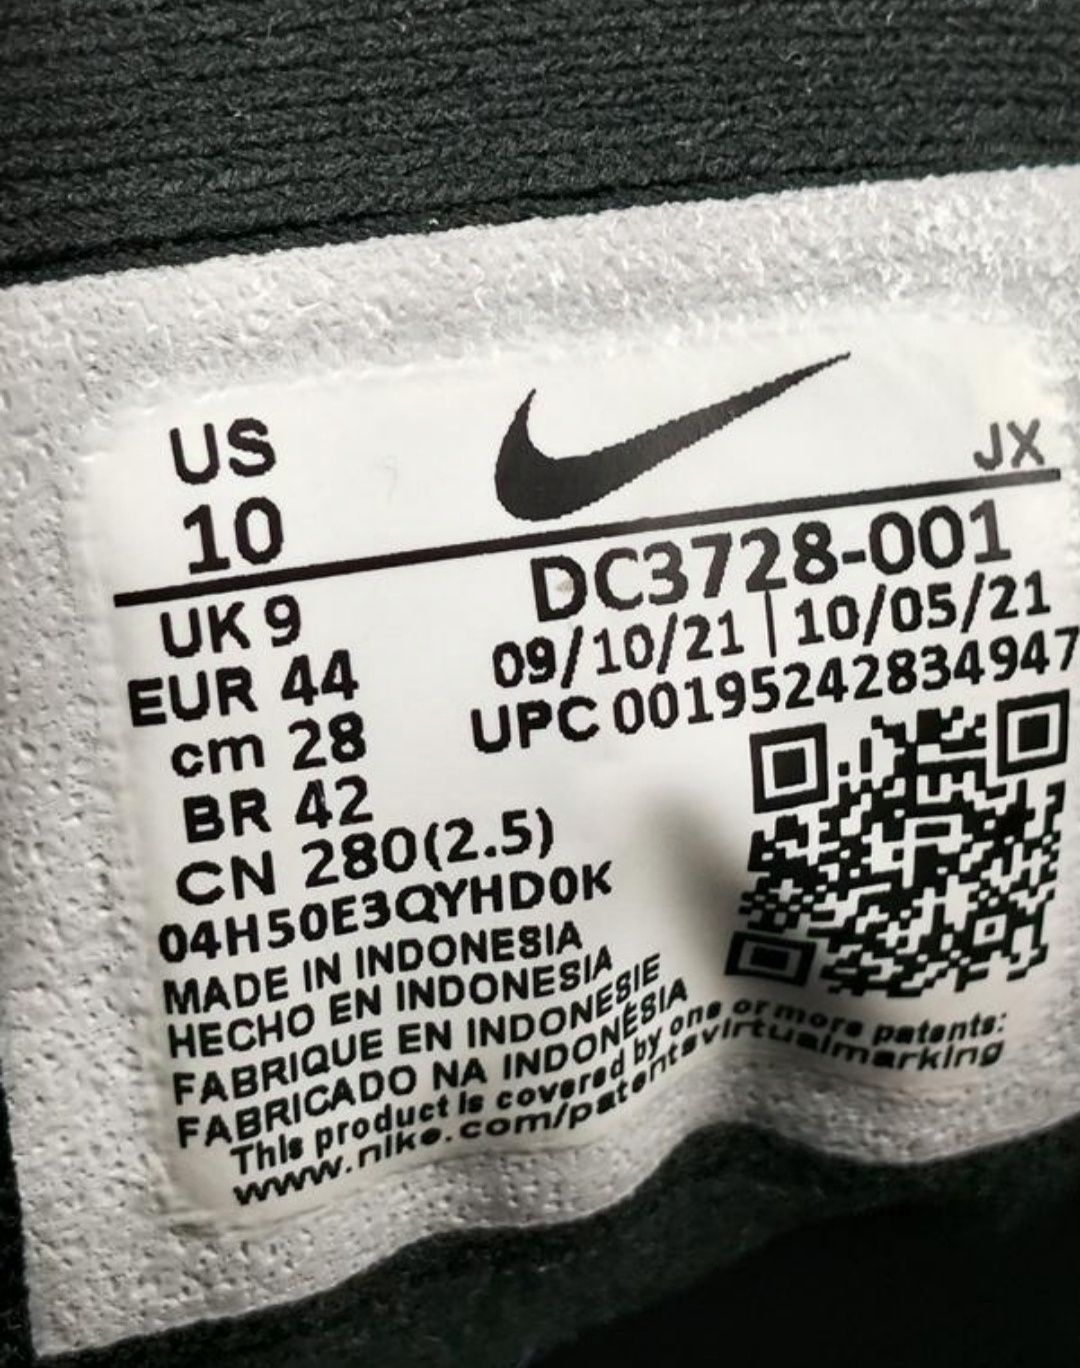 US
10
JX
DC3728-001
09/10/21 | 10/05/21
UPC 00195242834947
UK 9
EUR 44
cm 28
BR 42
CN 280(2.5)
04H50E3QYHD0K
MADE IN INDONESIA
HECHO EN INDONESIA
FABRIQUE EN INDONESIE
FABRICADO NA INDONÉSIA
This product is covered by one or more patents:
www.nike.com/patentsvirtualmarking